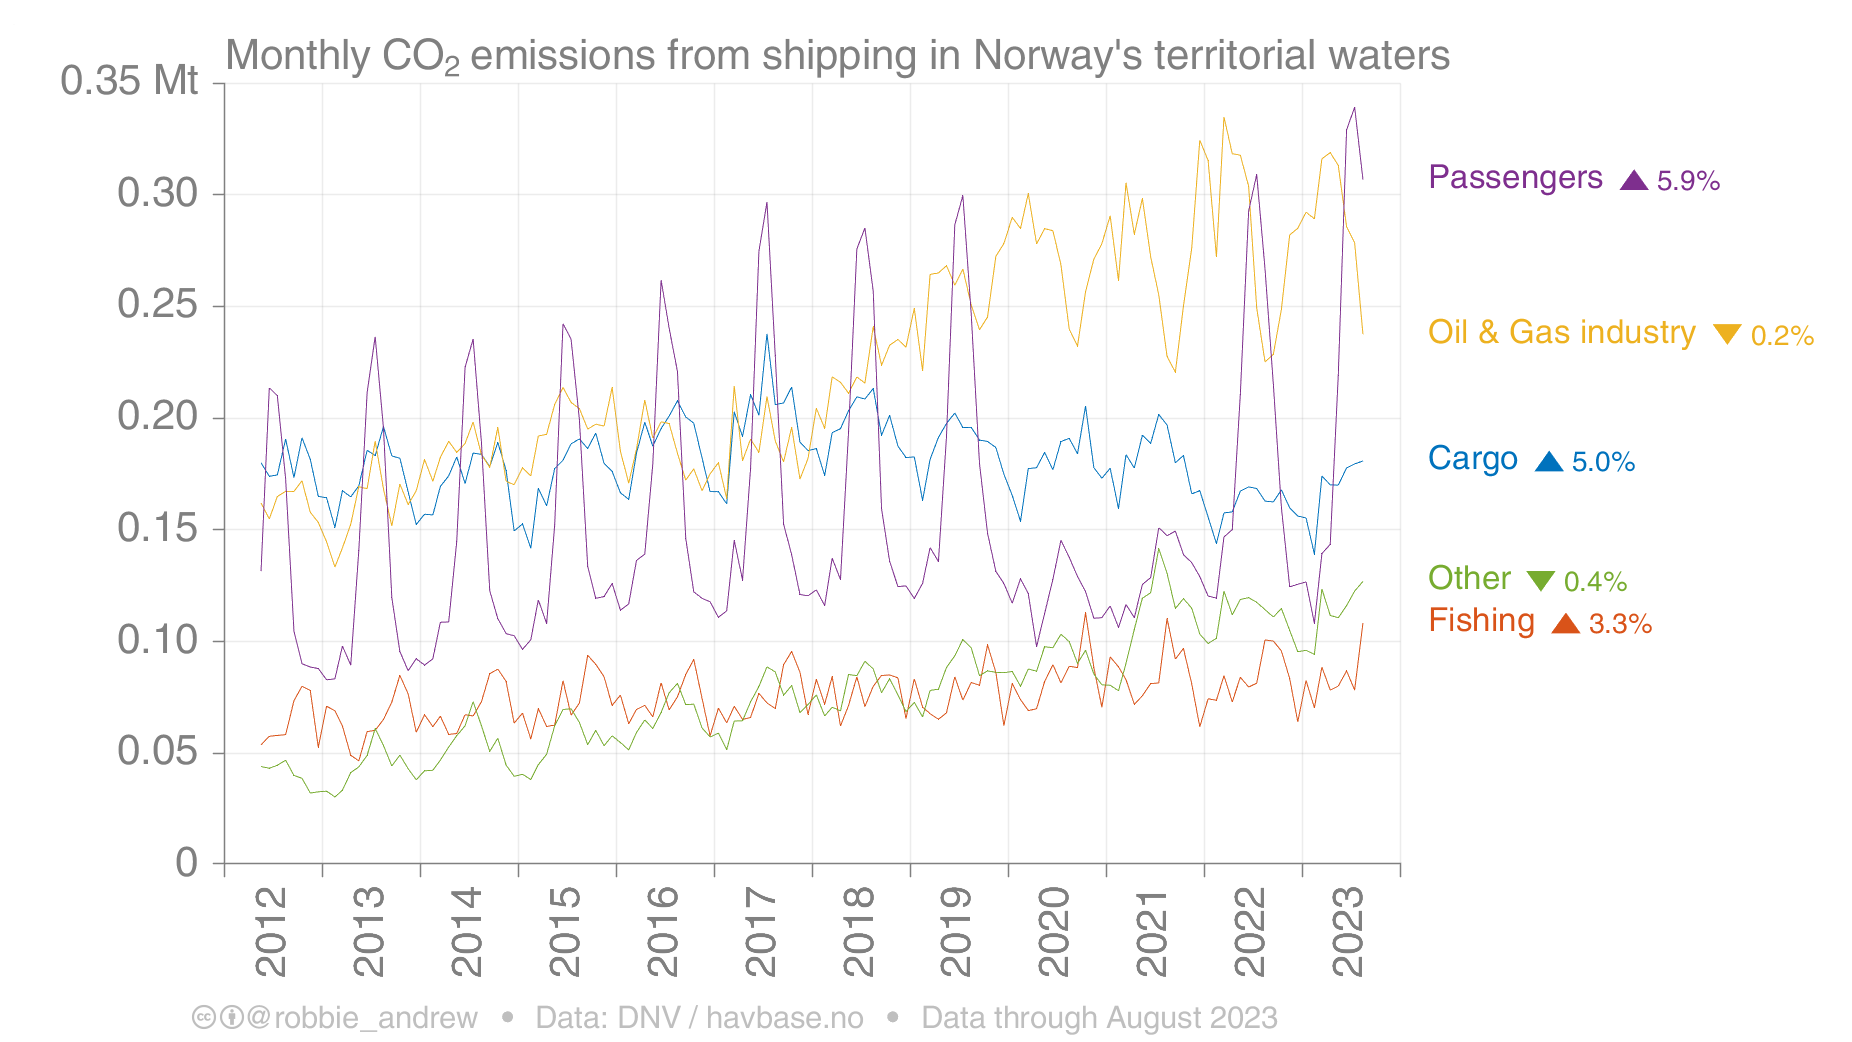 Monthly CO₂ emissions from shipping in Norway's territorial waters
0.35 Mt
0.30
0.25
0.20
0.15
0.10
0.05
0
2012
2013
2014
2015
2016
2017
2018
2019
2020
2021
2022
2023
Passengers ▲ 5.9%
Oil & Gas industry ▼ 0.2%
Cargo ▲ 5.0%
Other ▼ 0.4%
Fishing ▲ 3.3%
cc @robbie_andrew • Data: DNV / havbase.no • Data through August 2023